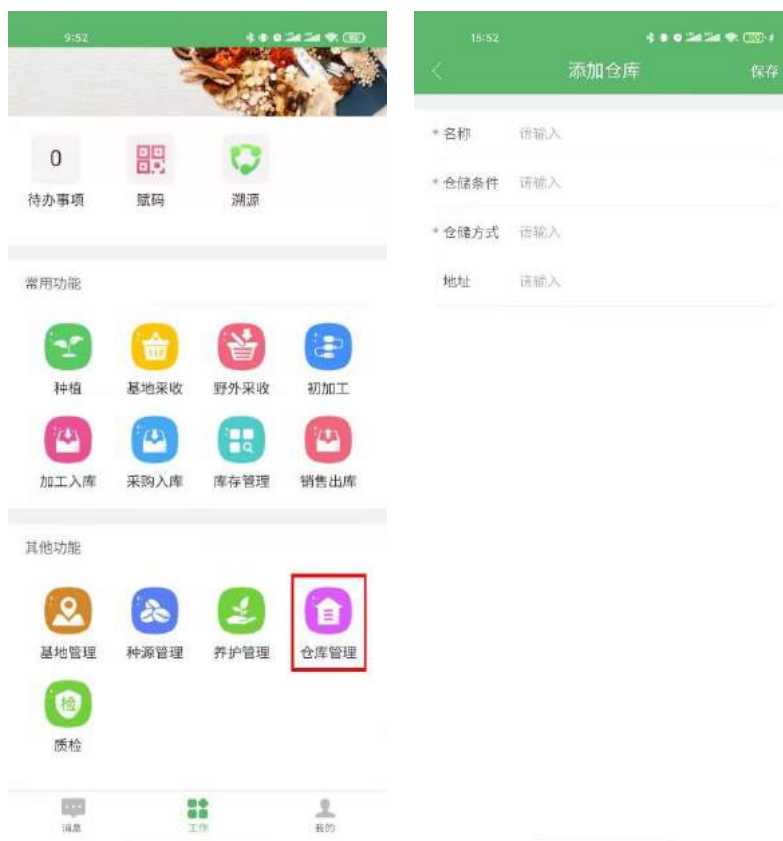 9:52
0
待办事项 赋码 溯源
常用功能
种植 基地采收 野外采收 初加工
加工入库 采购入库 库存管理 销售出库
其他功能
基地管理 种源管理 养护管理 仓库管理
检
质检
消息 工作 我的
15:52
添加仓库 保存
* 名称 请输入
* 仓储条件 请输入
* 仓储方式 请输入
地址 请输入